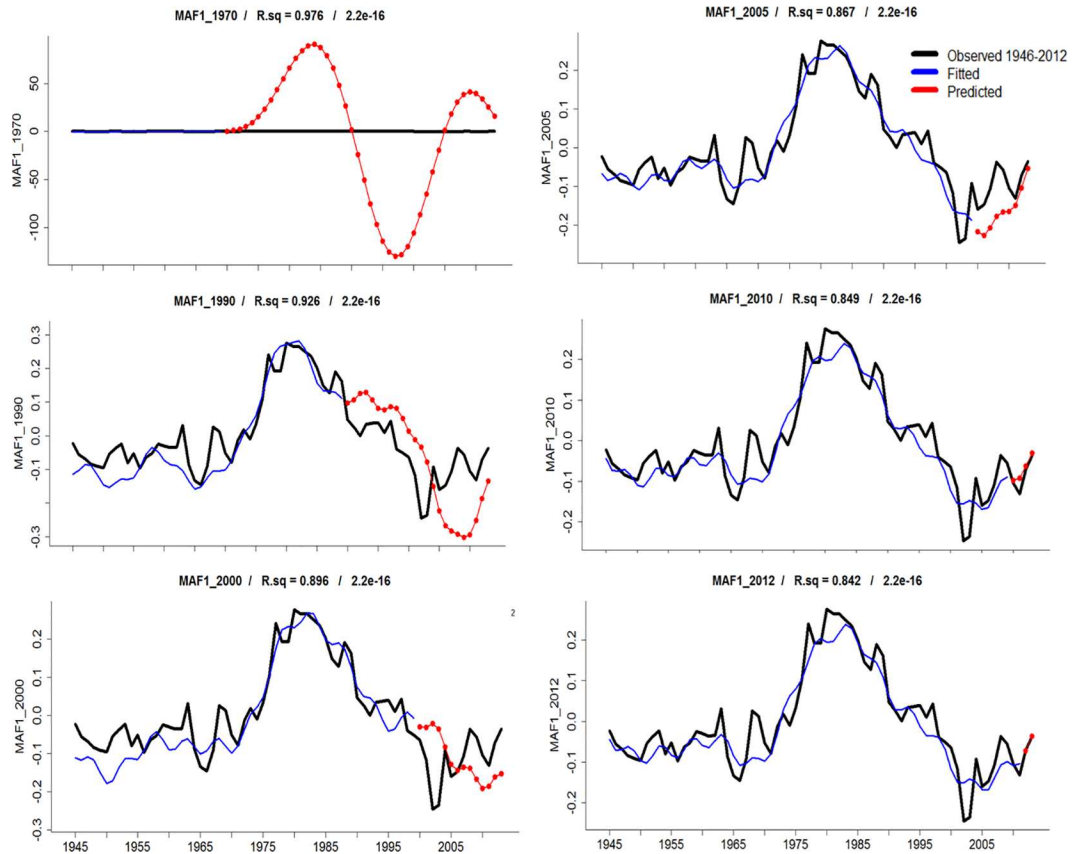 MAF1_1970 / R.sq = 0.976 / 2.2e-16
MAF1_1970
50
0
-50
-100
MAF1_2005 / R.sq = 0.867 / 2.2e-16
Observed 1946-2012
Fitted
Predicted
MAF1_2005
0.2
0.1
0.0
-0.1
-0.2
MAF1_1990 / R.sq = 0.926 / 2.2e-16
MAF1_1990
0.3
0.2
0.1
0.0
-0.1
-0.3
MAF1_2010 / R.sq = 0.849 / 2.2e-16
MAF1_2010
0.2
0.1
0.0
-0.1
-0.2
MAF1_2000 / R.sq = 0.896 / 2.2e-16
2
MAF1_2000
0.2
0.1
0.0
-0.1
-0.2
-0.3
1945 1955 1965 1975 1985 1995 2005
MAF1_2012 / R.sq = 0.842 / 2.2e-16
MAF1_2012
0.2
0.1
0.0
-0.1
-0.2
1945 1955 1965 1975 1985 1995 2005